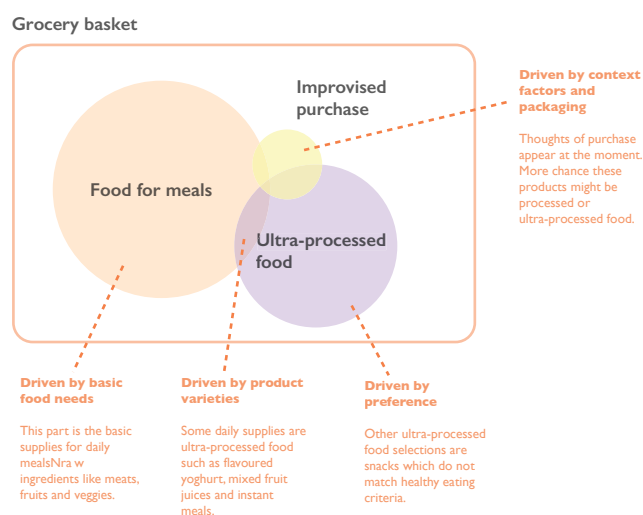 Grocery basket
Improvised
purchase
Food for meals
Ultra-processed
food
Driven by context
factors and
packaging
Thoughts of purchase
appear at the moment.
More chance these
products might be
processed or
ultra-processed food.
Driven by basic
food needs
This part is the basic
supplies for daily
mealsNra w
ingredients like meats,
fruits and veggies.
Driven by product
varieties
Some daily supplies are
ultra-processed food
such as flavoured
yoghurt, mixed fruit
juices and instant
meals.
Driven by
preference
Other ultra-processed
food selections are
snacks which do not
match healthy eating
criteria.